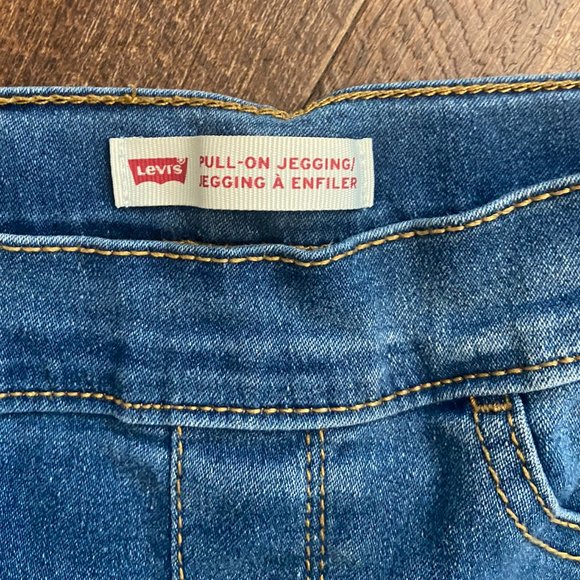 Levi's
PULL-ON JEGGING/
JEGGING À ENFILER